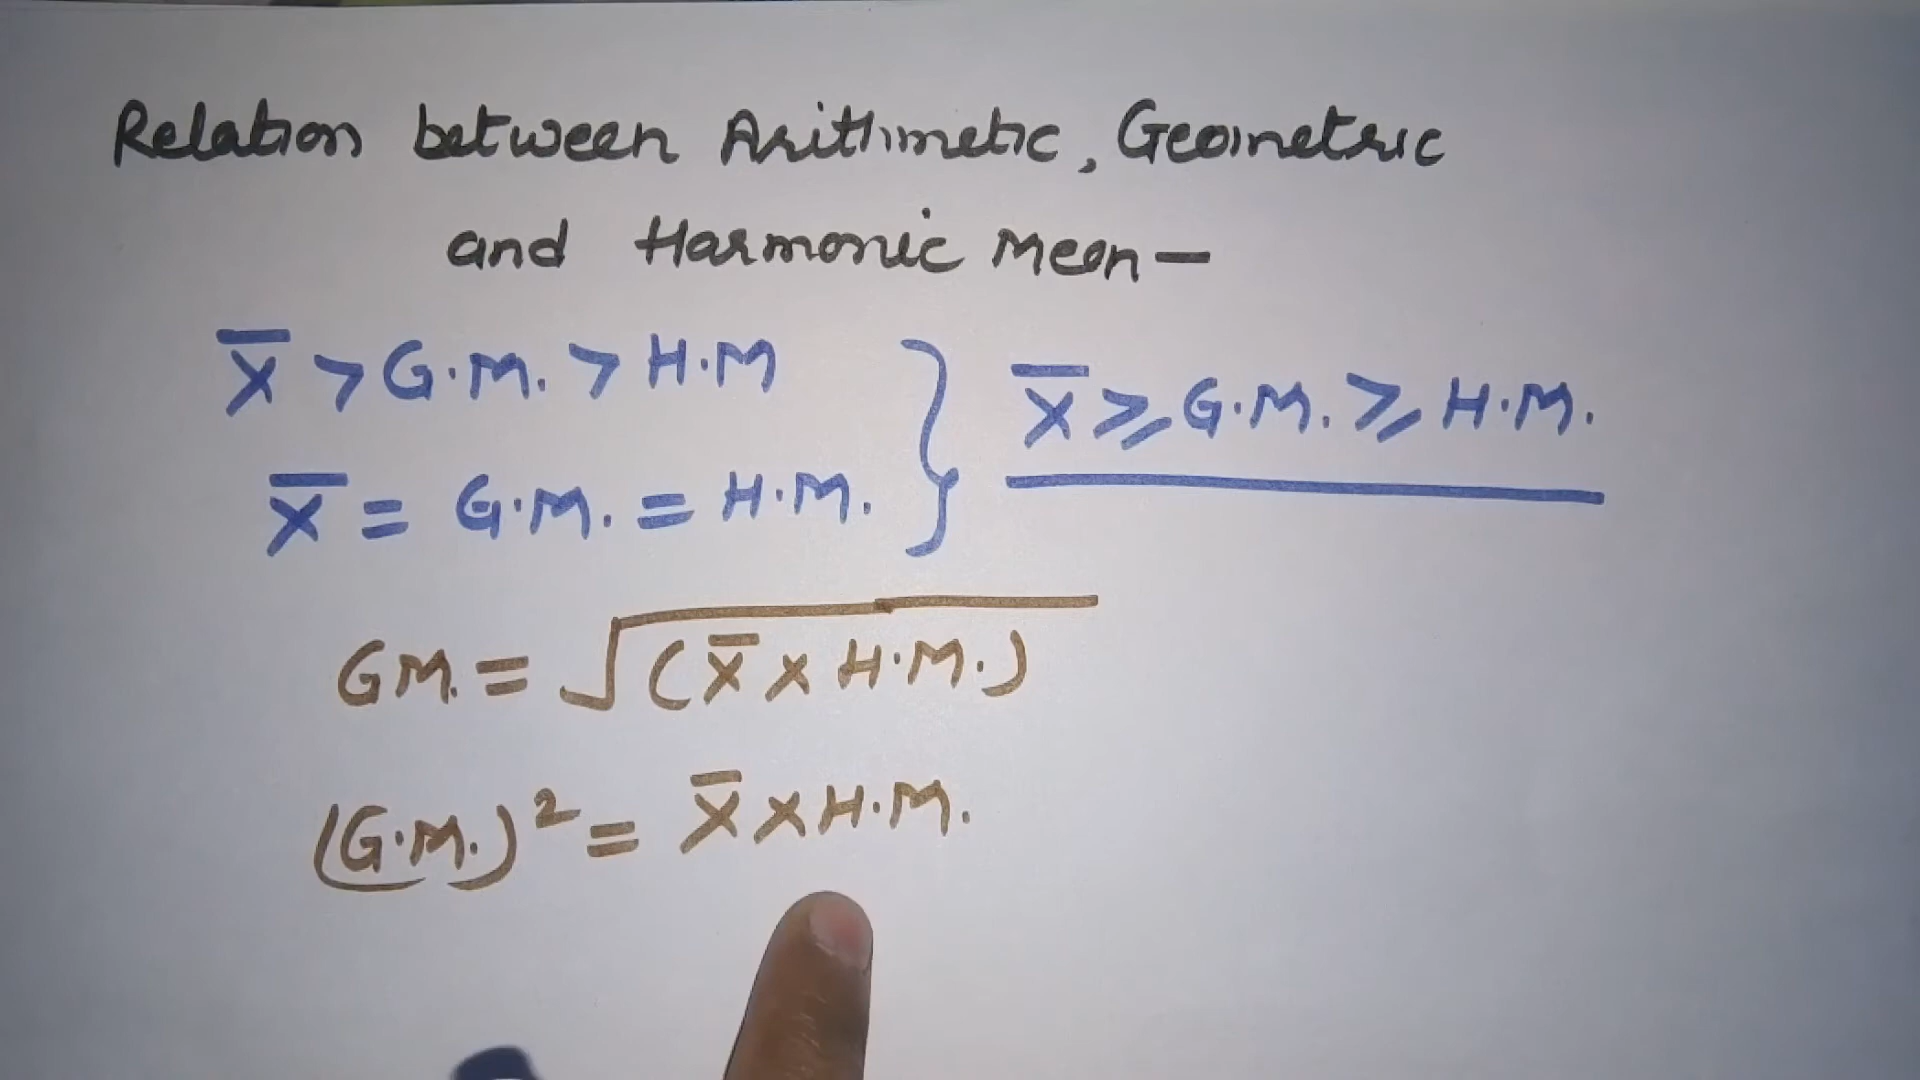 Relation between Arithmetic, Geometric
and Harmonic Mean —
X̄ > G.M. > H.M
X̄ = G.M. = H.M. } X̄ ≥ G.M. ≥ H.M.
GM. = √(X̄ x H.M.)
(G.M.)² = X̄ x H.M.